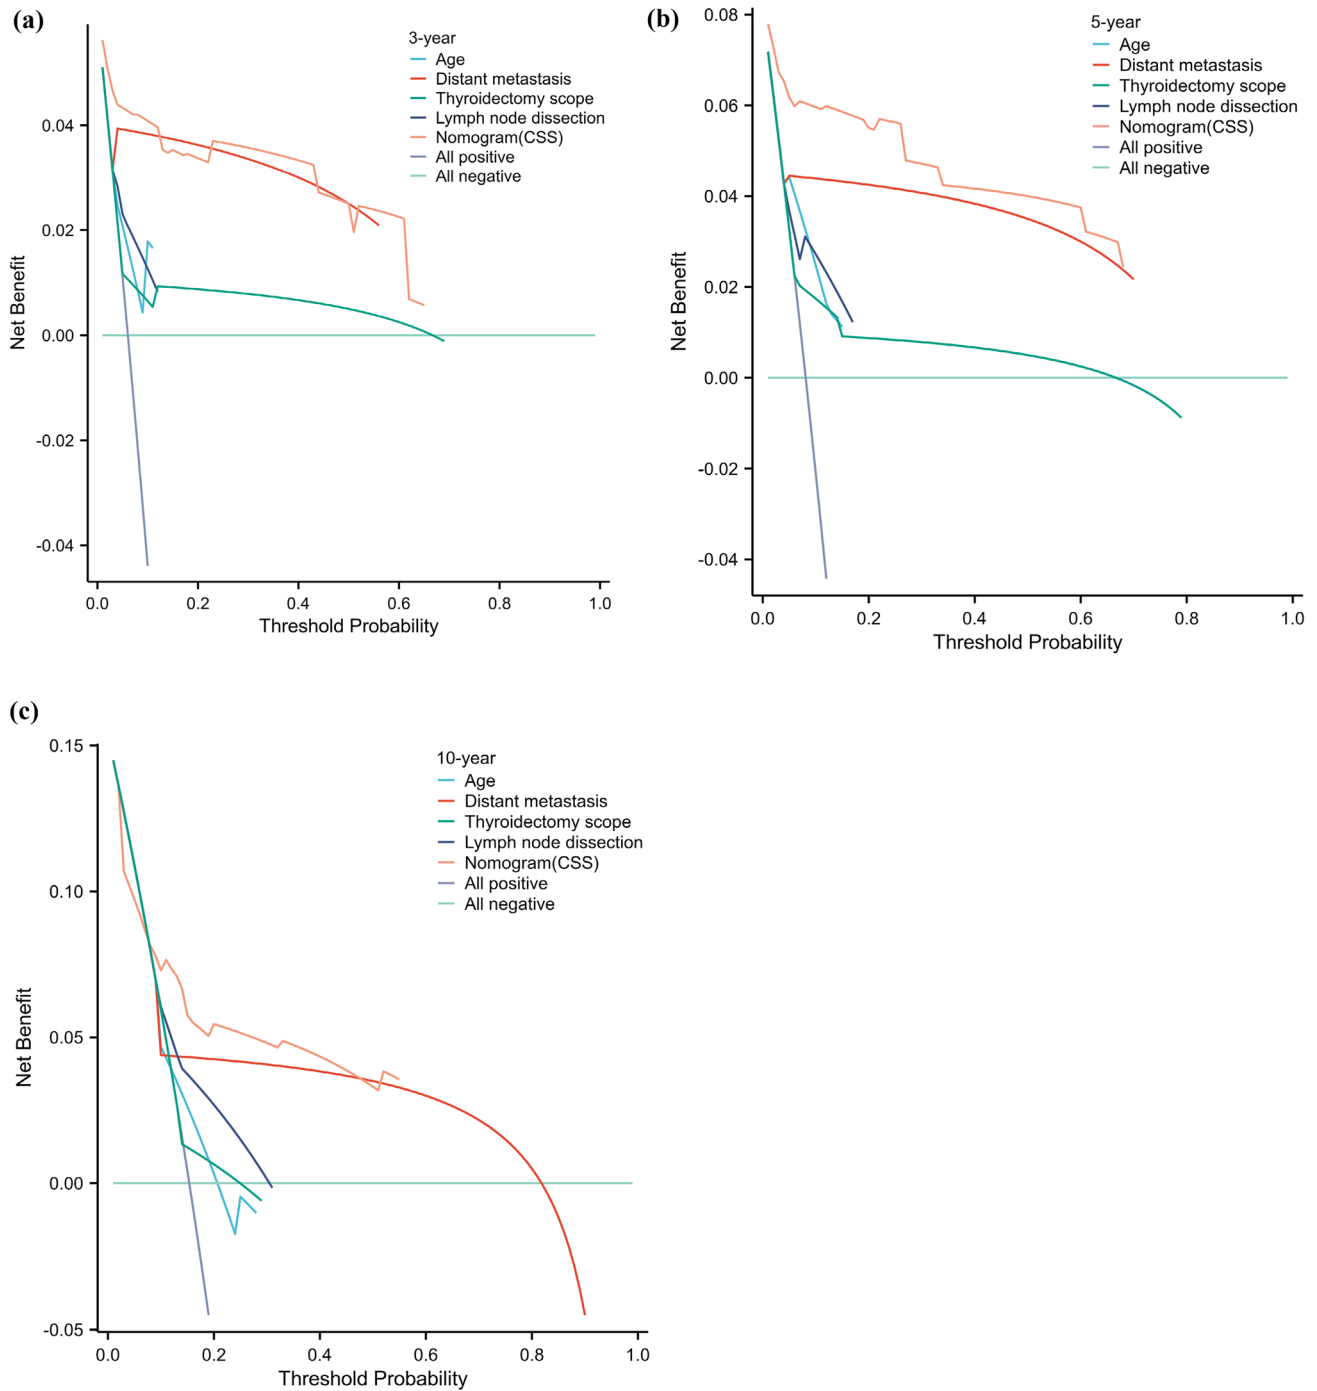 (a)
3-year
Age
Distant metastasis
Thyroidectomy scope
Lymph node dissection
Nomogram(CSS)
All positive
All negative
Net Benefit
0.04
0.02
0.00
-0.02
-0.04
0.0 0.2 0.4 0.6 0.8 1.0
Threshold Probability
(b)
5-year
Age
Distant metastasis
Thyroidectomy scope
Lymph node dissection
Nomogram(CSS)
All positive
All negative
Net Benefit
0.08
0.06
0.04
0.02
0.00
-0.02
-0.04
0.0 0.2 0.4 0.6 0.8 1.0
Threshold Probability
(c)
10-year
Age
Distant metastasis
Thyroidectomy scope
Lymph node dissection
Nomogram(CSS)
All positive
All negative
Net Benefit
0.15
0.10
0.05
0.00
-0.05
0.0 0.2 0.4 0.6 0.8 1.0
Threshold Probability